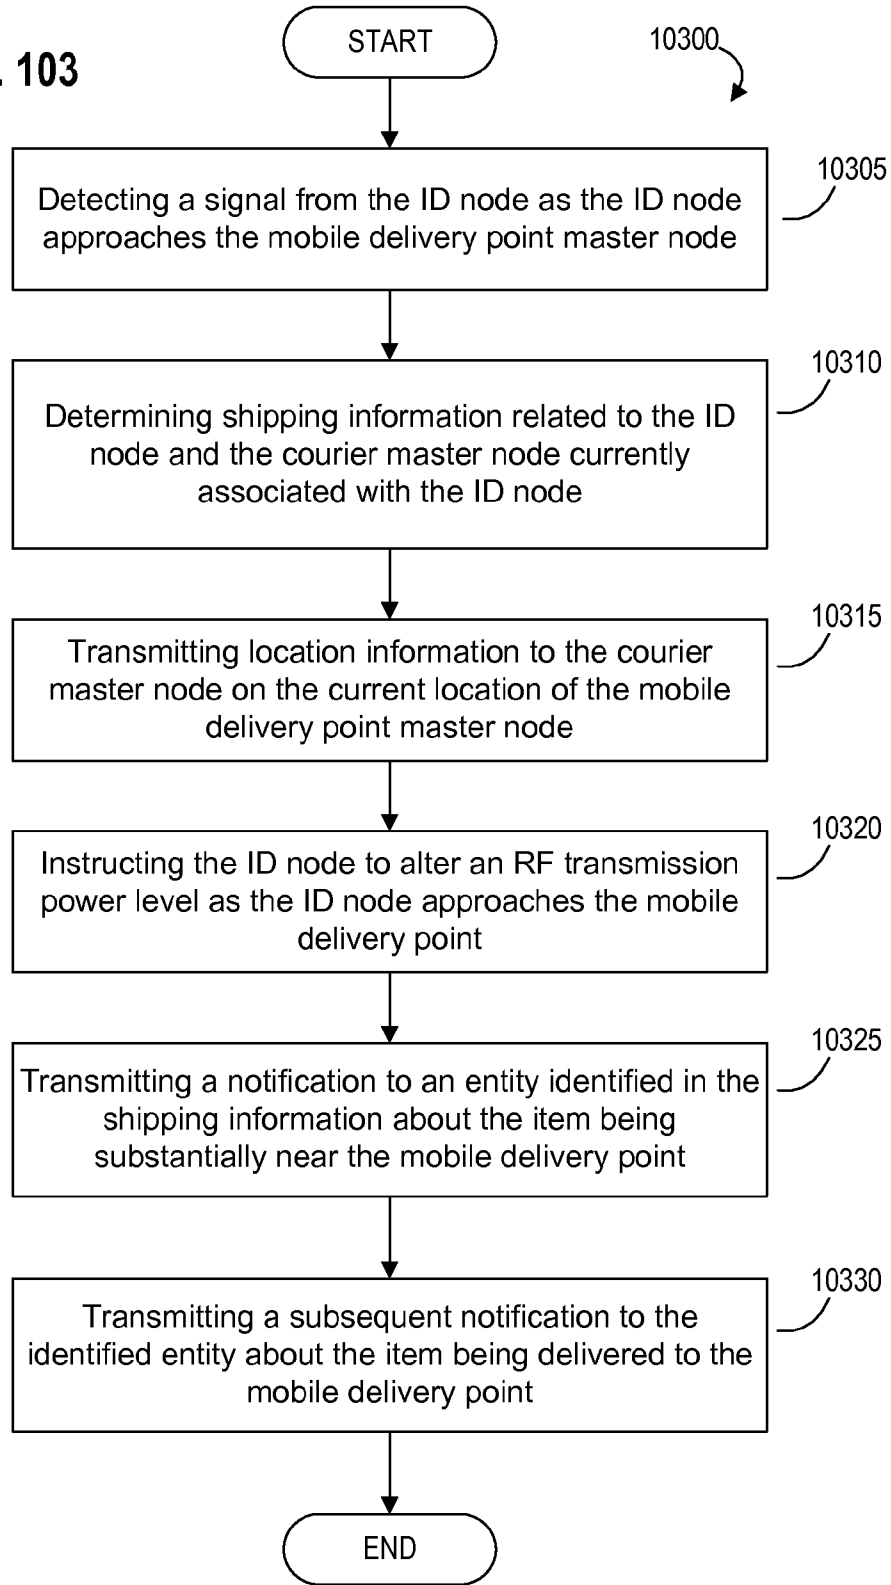 START
10300
. 103
Detecting a signal from the ID node as the ID node
approaches the mobile delivery point master node
10305
Determining shipping information related to the ID
node and the courier master node currently
associated with the ID node
10310
Transmitting location information to the courier
master node on the current location of the mobile
delivery point master node
10315
Instructing the ID node to alter an RF transmission
power level as the ID node approaches the mobile
delivery point
10320
Transmitting a notification to an entity identified in the
shipping information about the item being
substantially near the mobile delivery point
10325
Transmitting a subsequent notification to the
identified entity about the item being delivered to the
mobile delivery point
10330
END